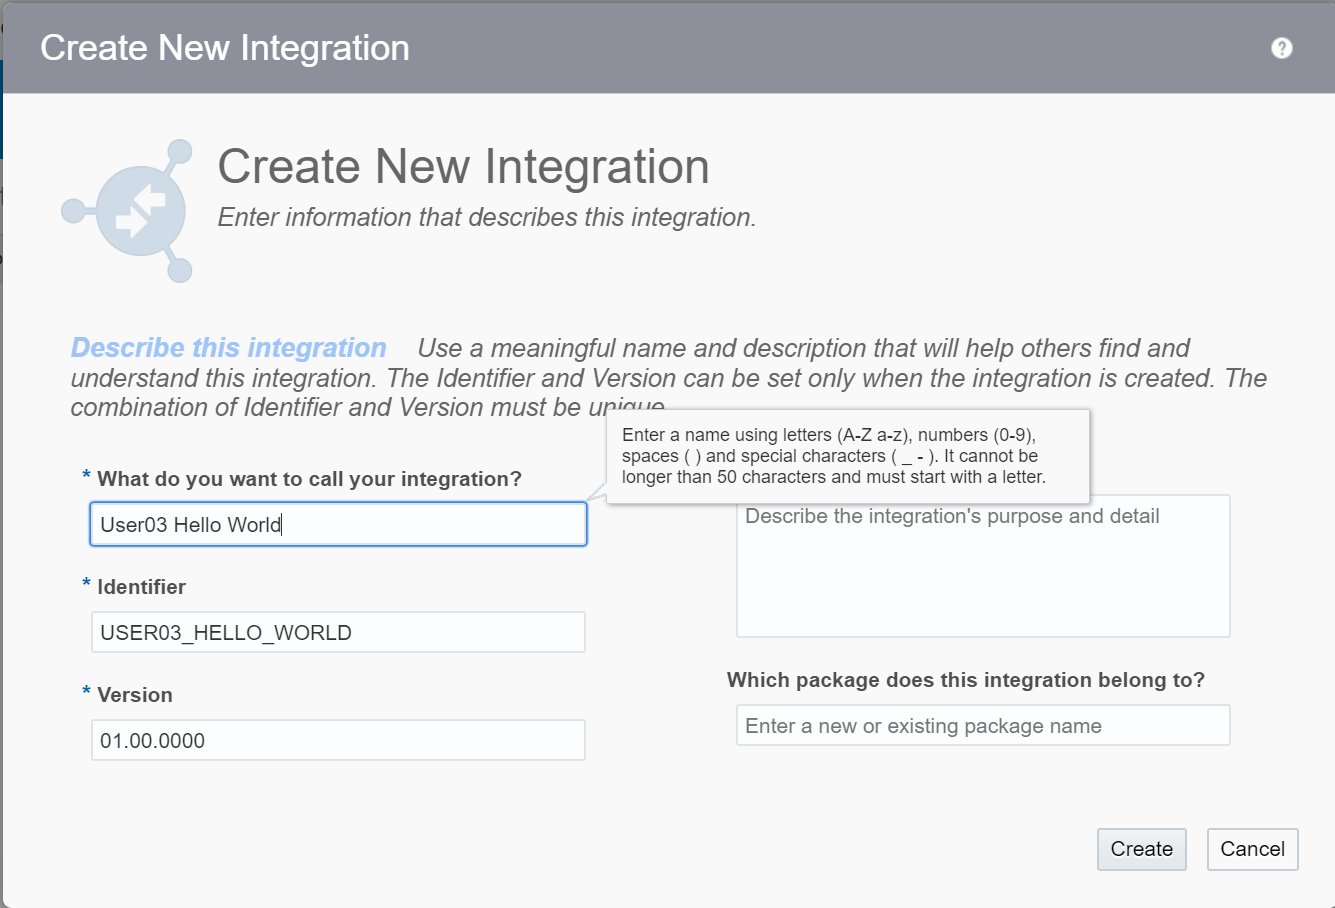 Create New Integration
?
Create New Integration
Enter information that describes this integration.
Describe this integration Use a meaningful name and description that will help others find and
understand this integration. The Identifier and Version can be set only when the integration is created. The
combination of Identifier and Version must be unique.
Enter a name using letters (A-Z a-z), numbers (0-9),
spaces ( ) and special characters ( _ - ). It cannot be
longer than 50 characters and must start with a letter.
* What do you want to call your integration?
User03 Hello World
Describe the integration's purpose and detail
* Identifier
USER03_HELLO_WORLD
* Version
01.00.0000
Which package does this integration belong to?
Enter a new or existing package name
Create
Cancel